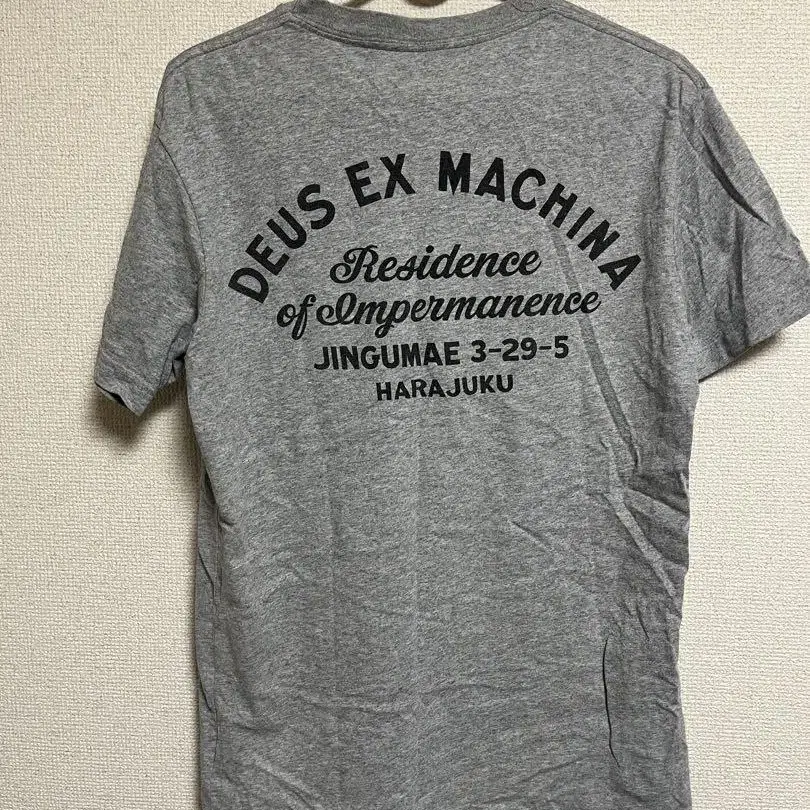 DEUS EX MACHINA
Residence
of Impermanence
JINGUMAE 3-29-5
HARAJUKU